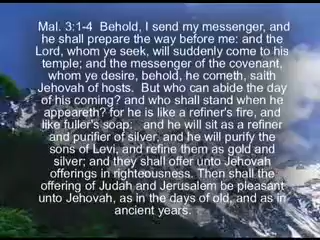 Mal. 3:1-4  Behold, I send my messenger, and
he shall prepare the way before me: and the
Lord, whom ye seek, will suddenly come to his
temple; and the messenger of the covenant,
whom ye desire, behold, he cometh, saith
Jehovah of hosts.  But who can abide the day
of his coming? and who shall stand when he
appeareth? for he is like a refiner's fire, and
like fuller's soap:   and he will sit as a refiner
and purifier of silver, and he will purify the
sons of Levi, and refine them as gold and
silver; and they shall offer unto Jehovah
offerings in righteousness. Then shall the
offering of Judah and Jerusalem be pleasant
unto Jehovah, as in the days of old, and as in
ancient years.